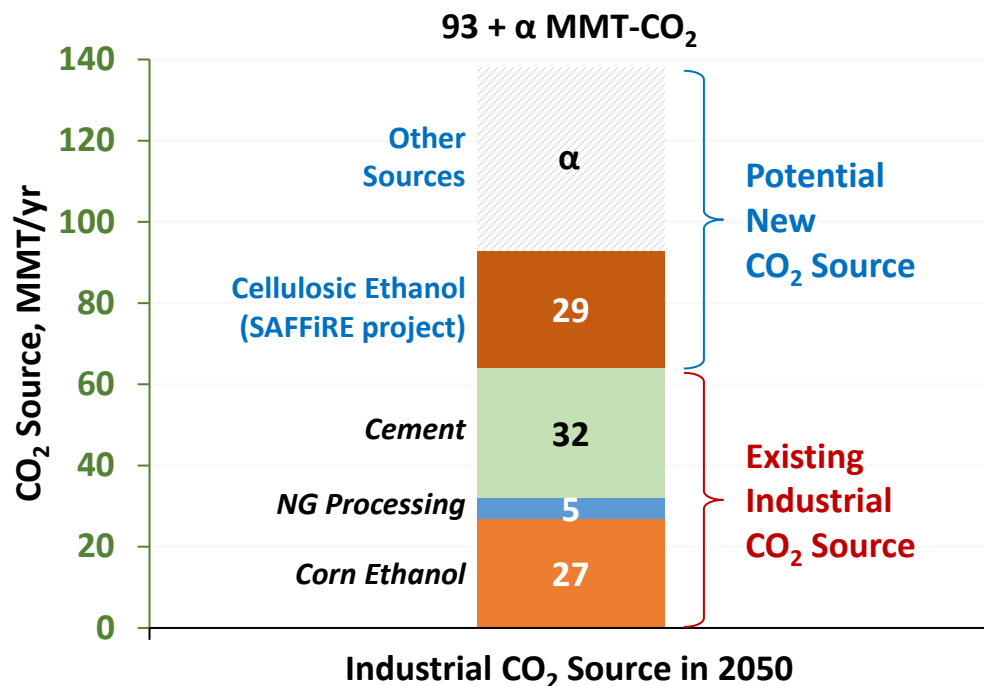 93 + α MMT-CO₂
CO₂ Source, MMT/yr
140
120
100
80
60
40
20
0
Other
Sources
α
Cellulosic Ethanol
(SAFFiRE project)
29
Cement
32
NG Processing
5
Corn Ethanol
27
Potential
New
CO₂ Source
Existing
Industrial
CO₂ Source
Industrial CO₂ Source in 2050